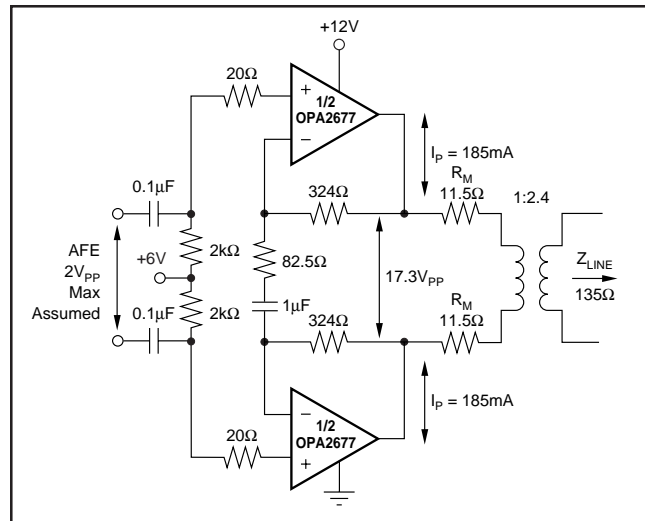 +12V
20Ω
+
1/2
OPA2677
−
I_P = 185mA
R_M
11.5Ω
1:2.4
0.1µF
324Ω
AFE
2V_PP
Max
Assumed
+6V
2kΩ
82.5Ω
17.3V_PP
Z_LINE
135Ω
2kΩ
1µF
0.1µF
324Ω
R_M
11.5Ω
−
1/2
OPA2677
+
I_P = 185mA
20Ω